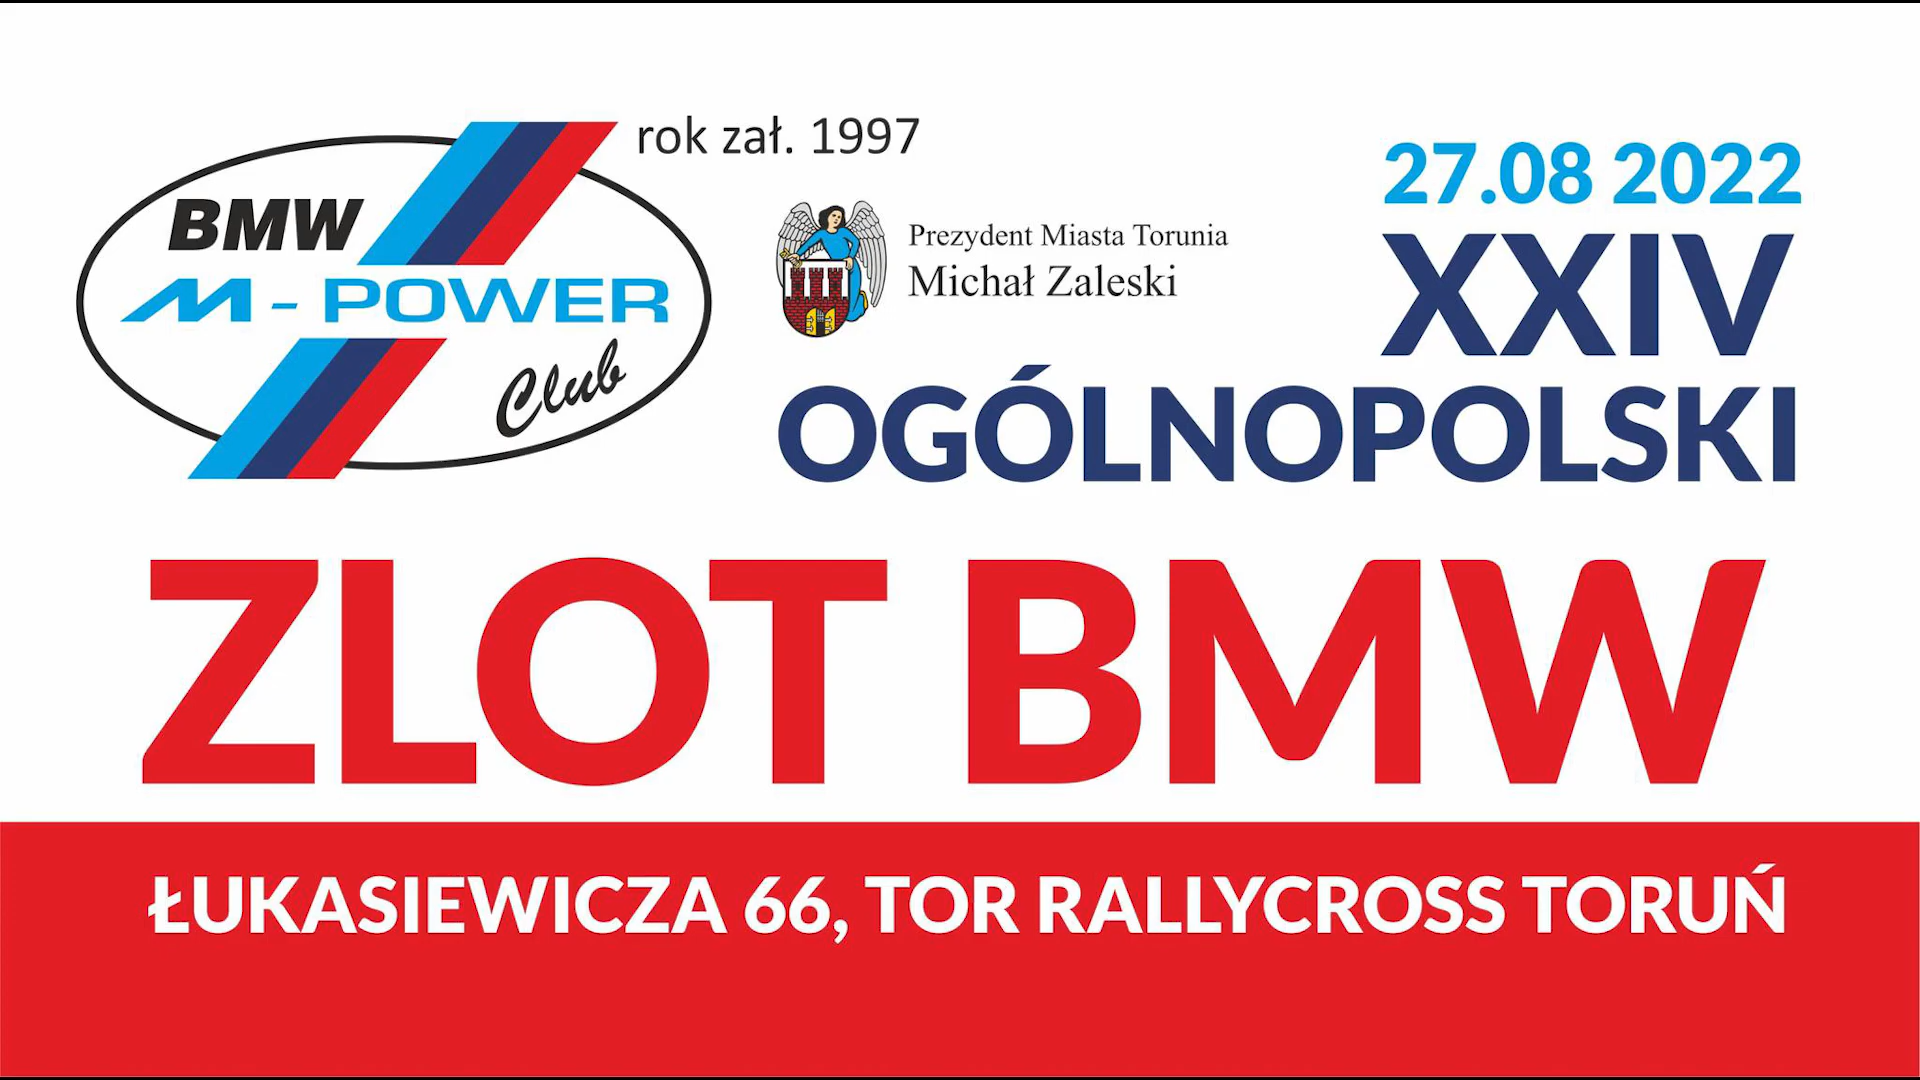 rok zał. 1997
BMW
M - POWER
Club
Prezydent Miasta Torunia
Michał Zaleski
27.08 2022
XXIV
OGÓLNOPOLSKI
ZLOT BMW
ŁUKASIEWICZA 66, TOR RALLYCROSS TORUŃ